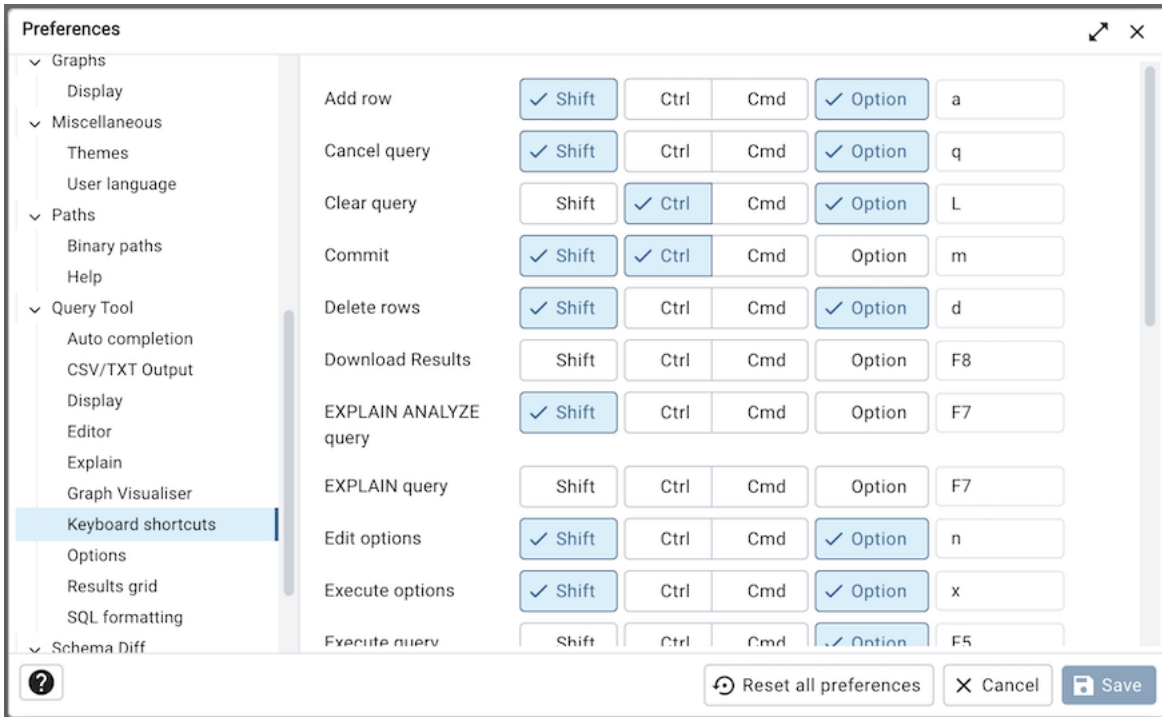 Preferences
Graphs
Display
Miscellaneous
Themes
User language
Paths
Binary paths
Help
Query Tool
Auto completion
CSV/TXT Output
Display
Editor
Explain
Graph Visualiser
Keyboard shortcuts
Options
Results grid
SQL formatting
Schema Diff
Add row Shift Ctrl Cmd Option a
Cancel query Shift Ctrl Cmd Option q
Clear query Shift Ctrl Cmd Option L
Commit Shift Ctrl Cmd Option m
Delete rows Shift Ctrl Cmd Option d
Download Results Shift Ctrl Cmd Option F8
EXPLAIN ANALYZE Shift Ctrl Cmd Option F7
query
EXPLAIN query Shift Ctrl Cmd Option F7
Edit options Shift Ctrl Cmd Option n
Execute options Shift Ctrl Cmd Option x
Execute query Shift Ctrl Cmd Option F5
? Reset all preferences Cancel Save